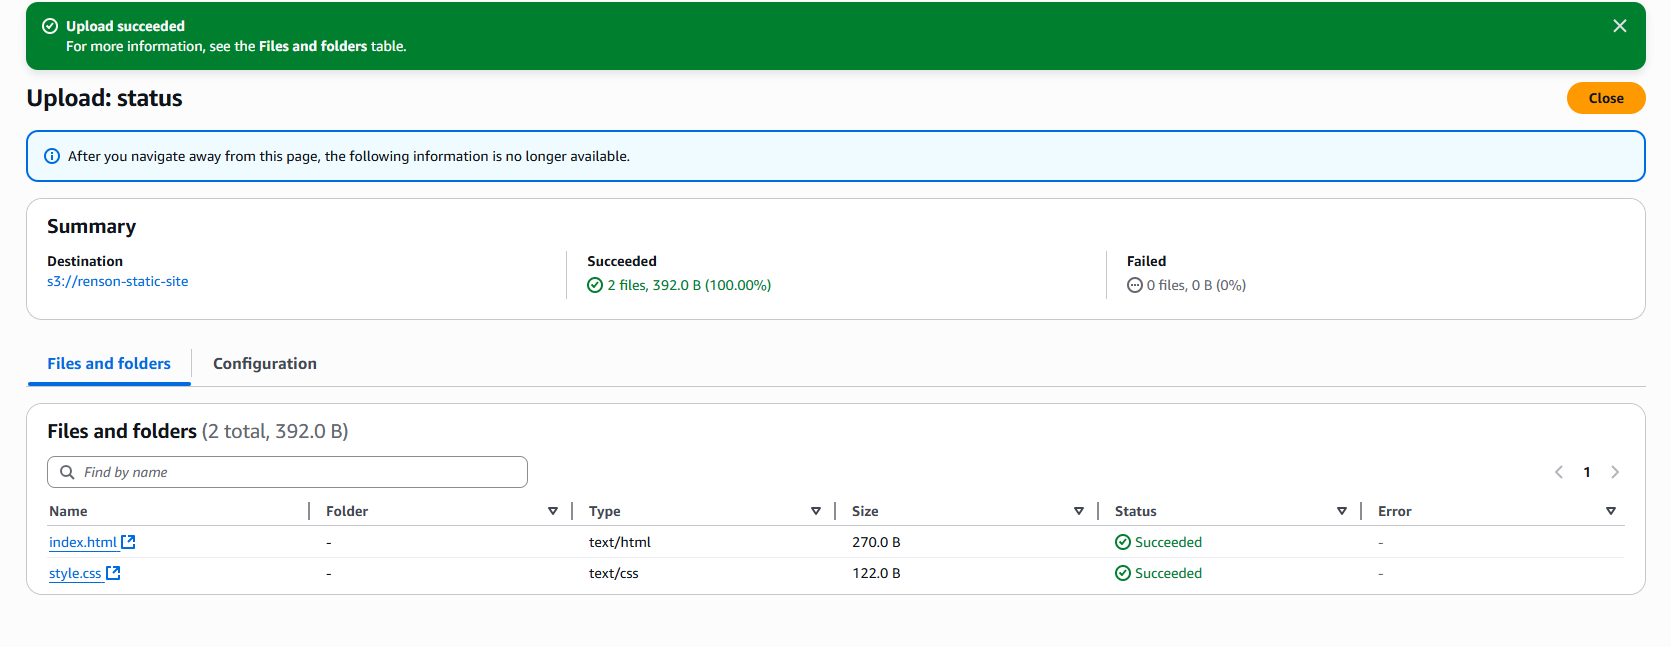 Upload succeeded
For more information, see the Files and folders table.
Upload: status
Close
After you navigate away from this page, the following information is no longer available.
Summary
Destination
s3://renson-static-site
Succeeded
2 files, 392.0 B (100.00%)
Failed
0 files, 0 B (0%)
Files and folders
Configuration
Files and folders (2 total, 392.0 B)
Find by name
1
Name Folder Type Size Status Error
index.html - text/html 270.0 B Succeeded -
style.css - text/css 122.0 B Succeeded -